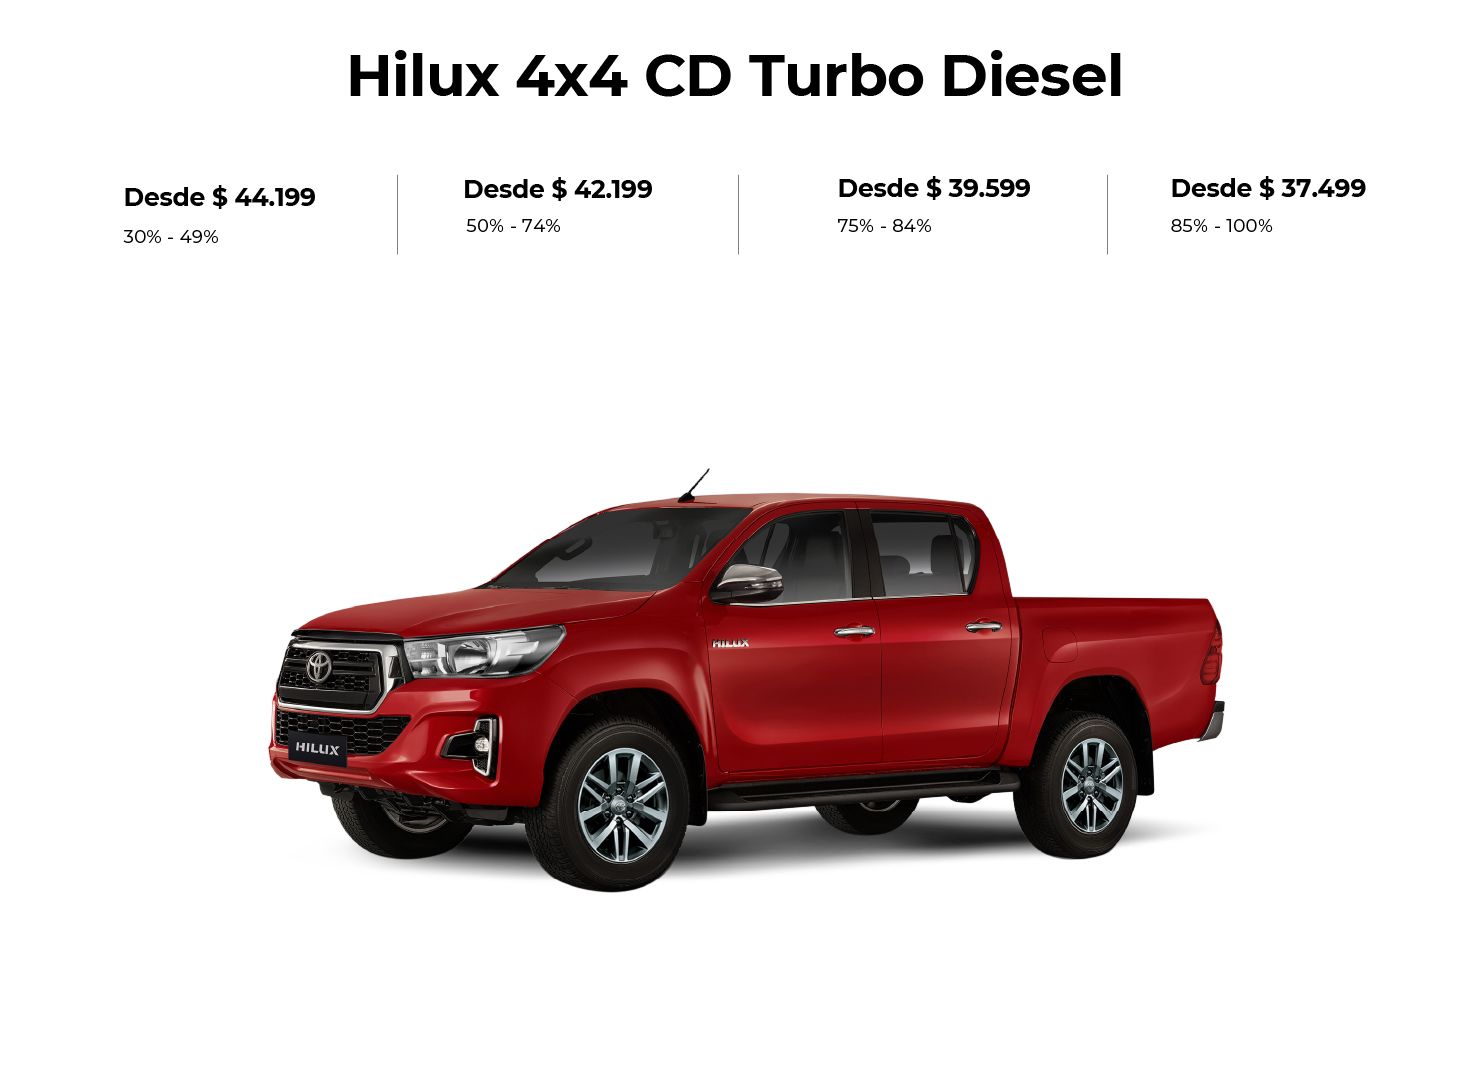 Hilux 4x4 CD Turbo Diesel
Desde $ 44.199
30% - 49%
Desde $ 42.199
50% - 74%
Desde $ 39.599
75% - 84%
Desde $ 37.499
85% - 100%
HILUX
HILUX